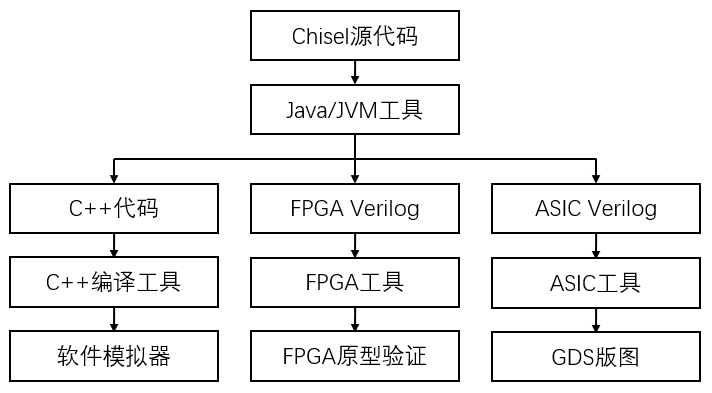 Chisel源代码
Java/JVM工具
C++代码
FPGA Verilog
ASIC Verilog
C++编译工具
FPGA工具
ASIC工具
软件模拟器
FPGA原型验证
GDS版图